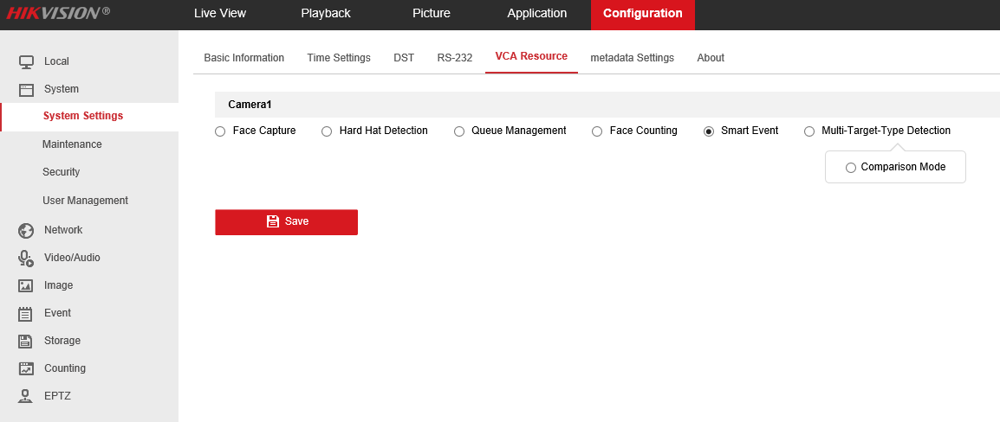 HIKVISION®
Live View Playback Picture Application Configuration
Local
System
System Settings
Maintenance
Security
User Management
Network
Video/Audio
Image
Event
Storage
Counting
EPTZ
Basic Information Time Settings DST RS-232 VCA Resource metadata Settings About
Camera1
Face Capture Hard Hat Detection Queue Management Face Counting Smart Event Multi-Target-Type Detection
Comparison Mode
Save